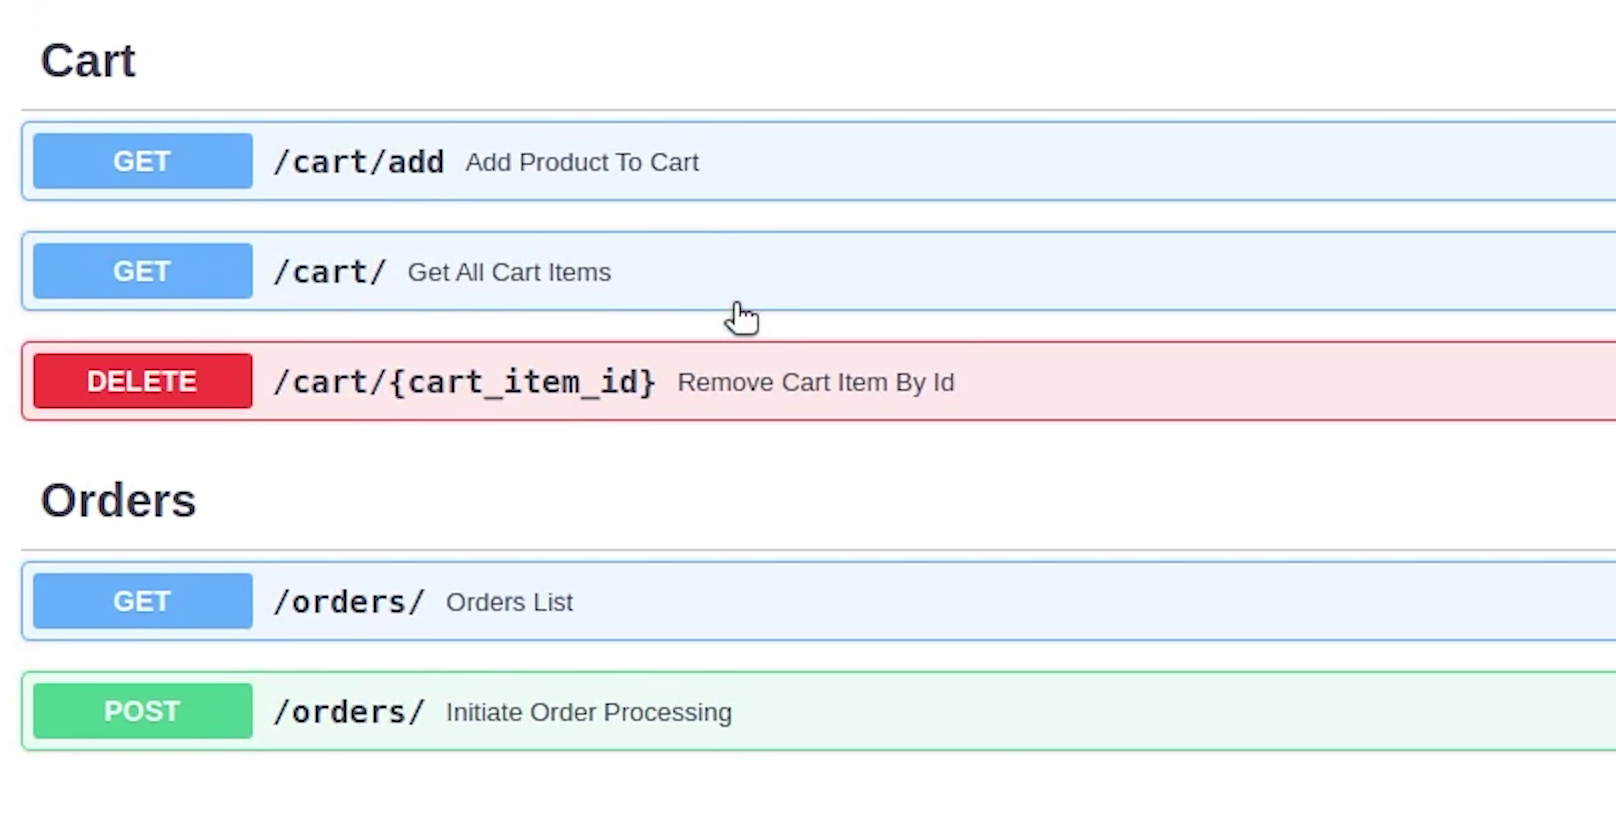 Cart
GET /cart/add Add Product To Cart
GET /cart/ Get All Cart Items
DELETE /cart/{cart_item_id} Remove Cart Item By Id
Orders
GET /orders/ Orders List
POST /orders/ Initiate Order Processing